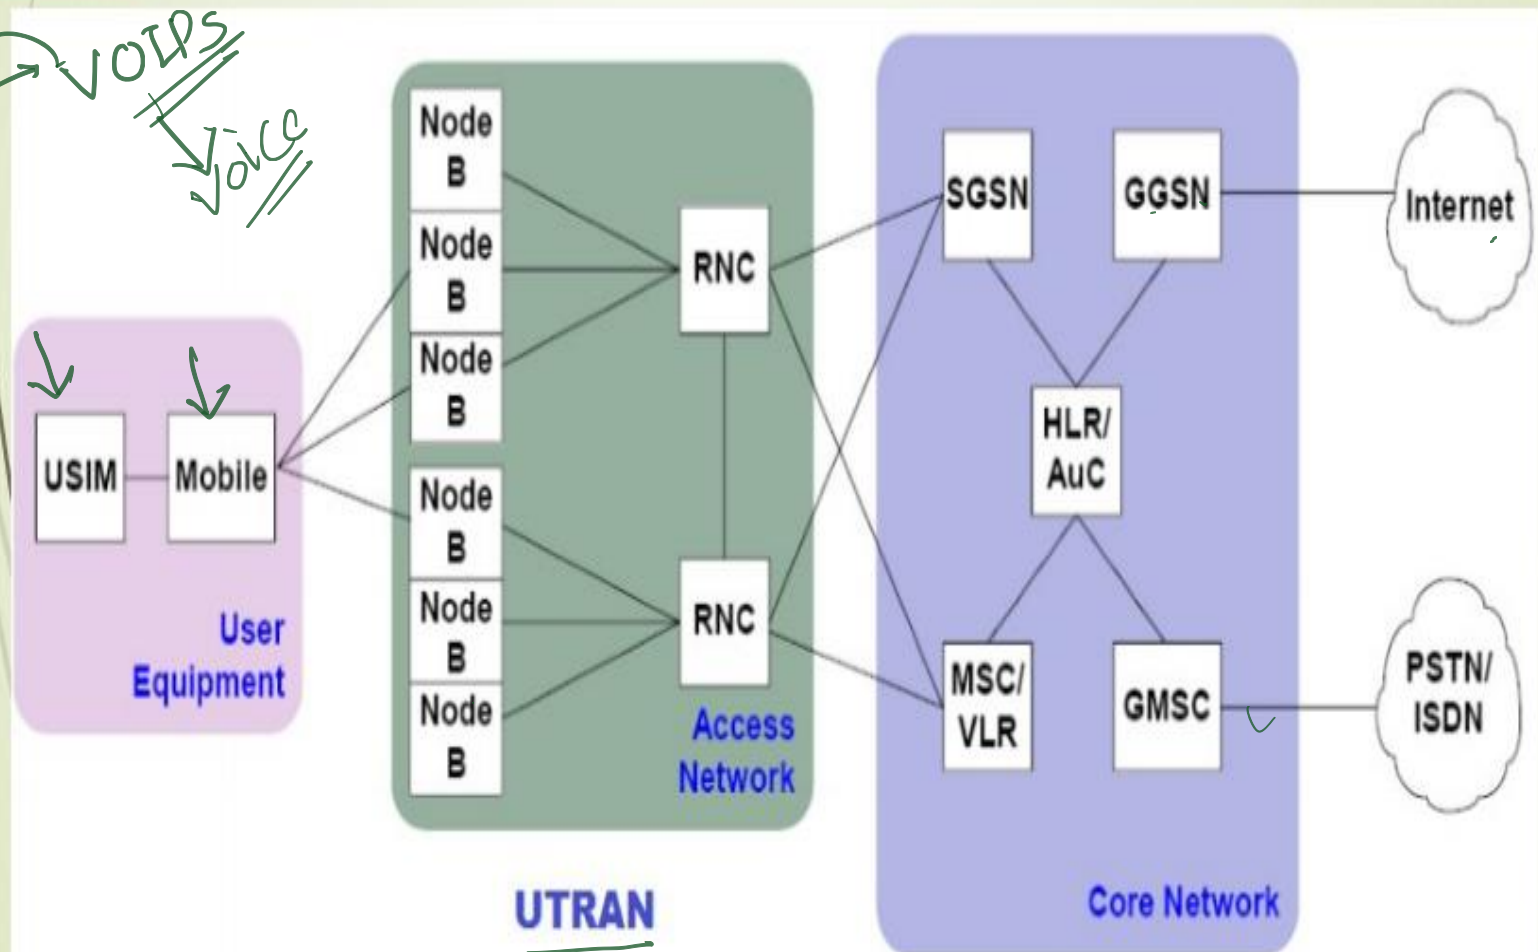 VOIPS
Voice
Node
B
Node
B
Node
B
Node
B
Node
B
Node
B
RNC
RNC
SGSN
GGSN
Internet
HLR/
AuC
USIM
Mobile
User
Equipment
Access
Network
MSC/
VLR
GMSC
PSTN/
ISDN
UTRAN
Core Network